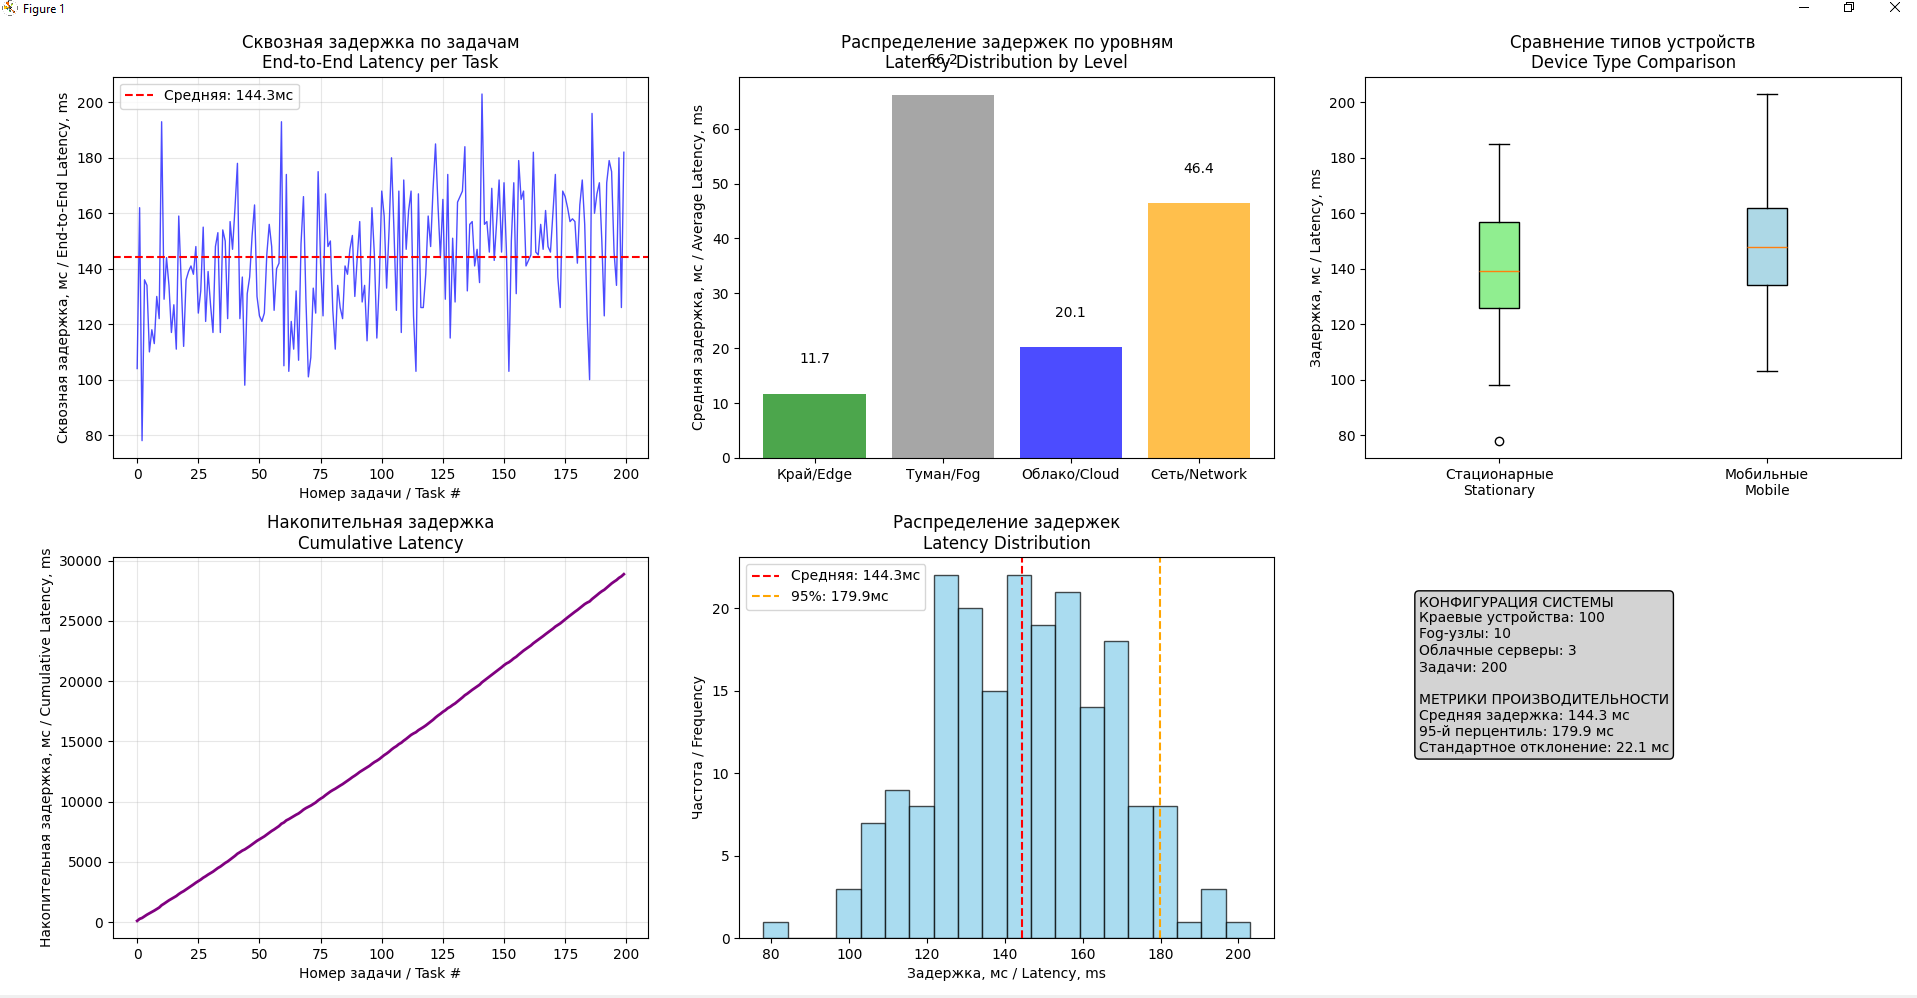 Figure 1
Сквозная задержка по задачам
End-to-End Latency per Task
Сквозная задержка, мс / End-to-End Latency, ms
200
180
160
140
120
100
80
Средняя: 144.3мс
0 25 50 75 100 125 150 175 200
Номер задачи / Task #
Распределение задержек по уровням
Latency Distribution by Level
66.2
Средняя задержка, мс / Average Latency, ms
60
50
40
30
20
10
0
11.7
20.1
46.4
Край/Edge Туман/Fog Облако/Cloud Сеть/Network
Сравнение типов устройств
Device Type Comparison
Задержка, мс / Latency, ms
200
180
160
140
120
100
80
Стационарные
Stationary
Мобильные
Mobile
Накопительная задержка
Cumulative Latency
Накопительная задержка, мс / Cumulative Latency, ms
30000
25000
20000
15000
10000
5000
0
0 25 50 75 100 125 150 175 200
Номер задачи / Task #
Распределение задержек
Latency Distribution
Частота / Frequency
20
15
10
5
0
Средняя: 144.3мс
95%: 179.9мс
80 100 120 140 160 180 200
Задержка, мс / Latency, ms
КОНФИГУРАЦИЯ СИСТЕМЫ
Краевые устройства: 100
Fog-узлы: 10
Облачные серверы: 3
Задачи: 200
МЕТРИКИ ПРОИЗВОДИТЕЛЬНОСТИ
Средняя задержка: 144.3 мс
95-й перцентиль: 179.9 мс
Стандартное отклонение: 22.1 мс